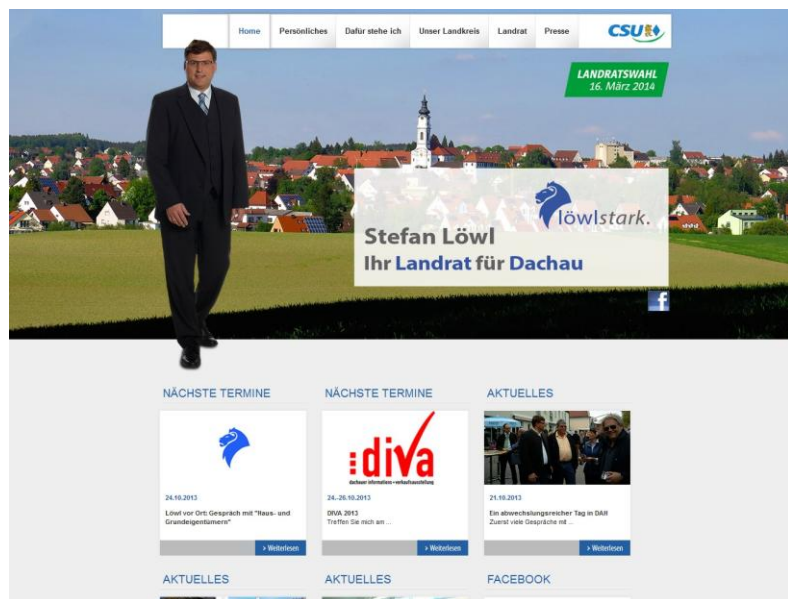 Home Persönliches Dafür stehe ich Unser Landkreis Landrat Presse CSU
LANDRATSWAHL
16. März 2014
löwlstark.
Stefan Löwl
Ihr Landrat für Dachau
f
NÄCHSTE TERMINE
24.10.2013
Löwl vor Ort: Gespräch mit "Haus- und
Grundeigentümern"
> Weiterlesen
NÄCHSTE TERMINE
:diva
dachauer informations + verkaufsausstellung
24.-26.10.2013
DIVA 2013
Treffen Sie mich am ...
> Weiterlesen
AKTUELLES
21.10.2013
Ein abwechslungsreicher Tag in DAH
Zuerst viele Gespräche mit ...
> Weiterlesen
AKTUELLES
AKTUELLES
FACEBOOK